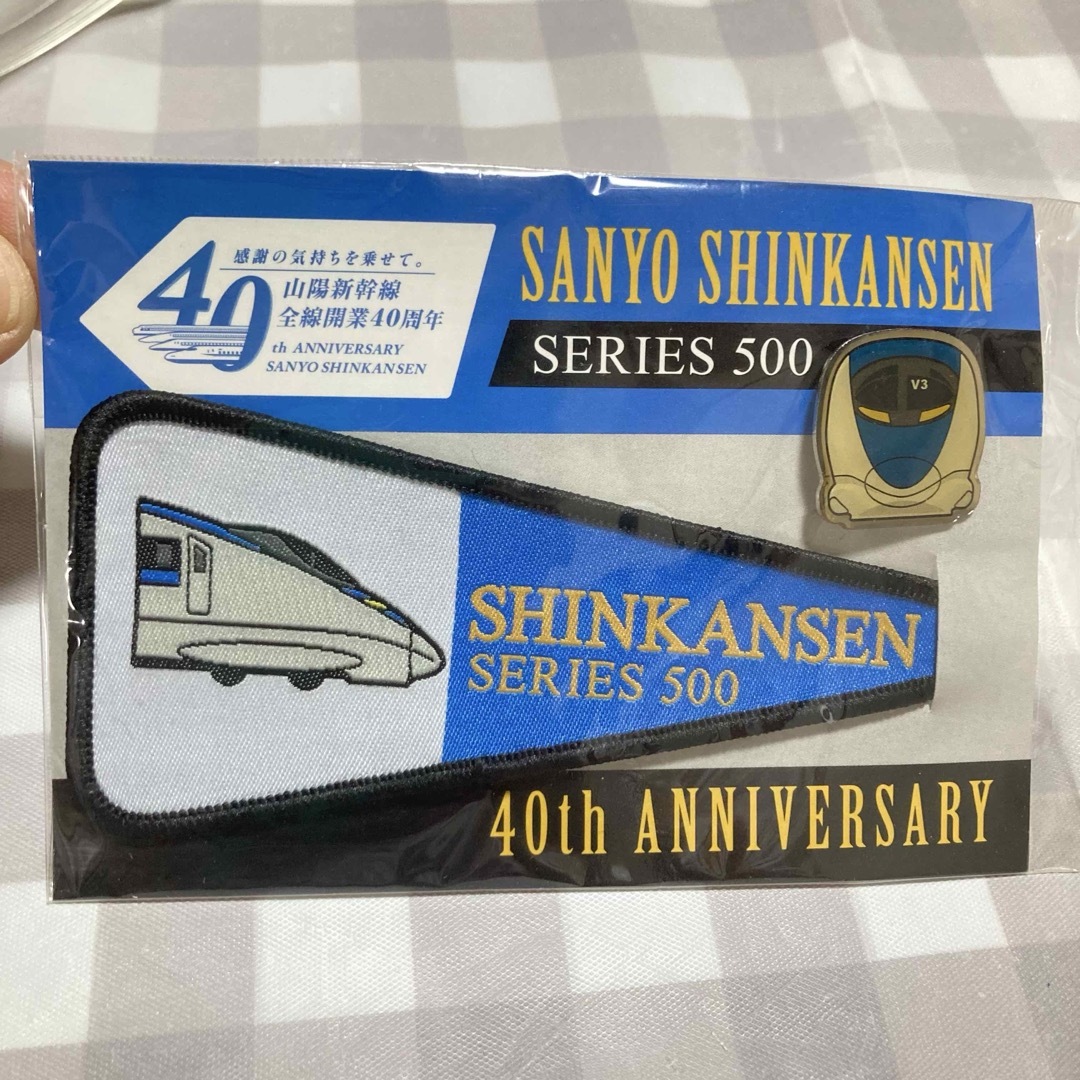 感謝の気持ちを乗せて。
40
山陽新幹線
全線開業40周年
th ANNIVERSARY
SANYO SHINKANSEN
SANYO SHINKANSEN
SERIES 500
V3
SHINKANSEN
SERIES 500
40th ANNIVERSARY